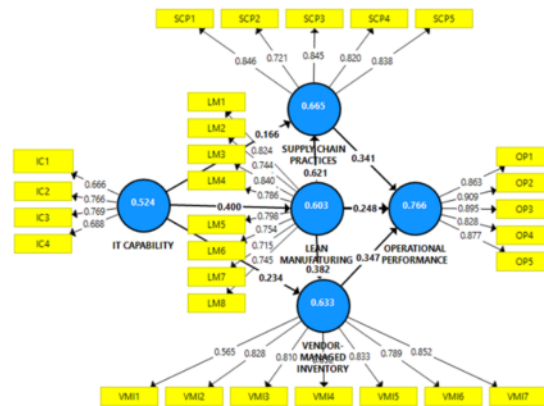 SCP1 SCP2 SCP3 SCP4 SCP5
0.846 0.721 0.845 0.820 0.838
0.665
SUPPLY CHAIN
PRACTICES
LM1
LM2
LM3
LM4
LM5
LM6
LM7
LM8
0.824
0.744
0.840
0.786
0.798
0.754
0.715
0.745
0.166
0.621
0.341
IC1
IC2
IC3
IC4
0.666
0.766
0.769
0.688
0.524
IT CAPABILITY
0.400
0.603
LEAN
MANUFACTURING
0.248
0.766
OPERATIONAL
PERFORMANCE
0.863
0.909
0.895
0.828
0.877
OP1
OP2
OP3
OP4
OP5
0.234
0.382
0.347
0.633
VENDOR-
MANAGED
INVENTORY
0.565 0.828 0.810 0.833 0.789 0.852
VMI1 VMI2 VMI3 VMI4 VMI5 VMI6 VMI7